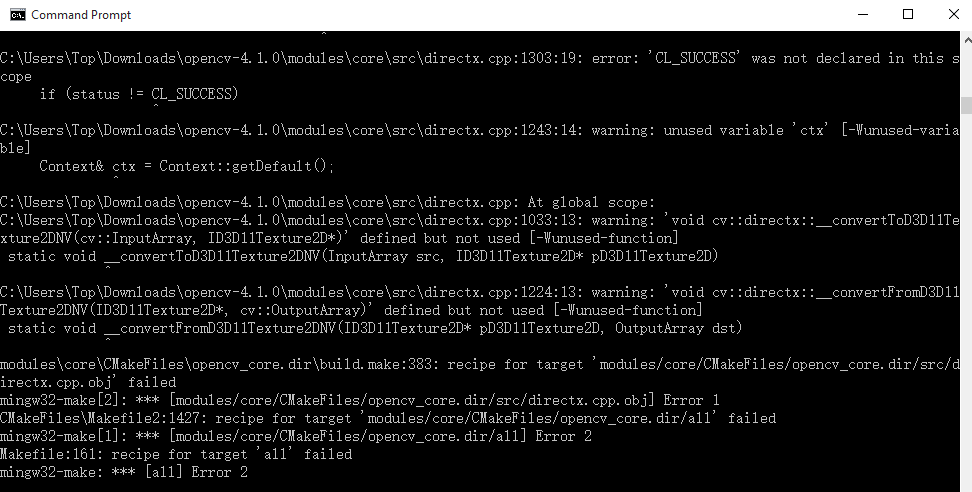 Command Prompt
C:\Users\Top\Downloads\opencv-4.1.0\modules\core\src\directx.cpp:1303:19: error: 'CL_SUCCESS' was not declared in this s
cope
     if (status != CL_SUCCESS)
                   ^
C:\Users\Top\Downloads\opencv-4.1.0\modules\core\src\directx.cpp:1243:14: warning: unused variable 'ctx' [-Wunused-varia
ble]
     Context& ctx = Context::getDefault();
              ^
C:\Users\Top\Downloads\opencv-4.1.0\modules\core\src\directx.cpp: At global scope:
C:\Users\Top\Downloads\opencv-4.1.0\modules\core\src\directx.cpp:1033:13: warning: 'void cv::directx::__convertToD3D11Te
xture2DNV(cv::InputArray, ID3D11Texture2D*)' defined but not used [-Wunused-function]
 static void __convertToD3D11Texture2DNV(InputArray src, ID3D11Texture2D* pD3D11Texture2D)
             ^
C:\Users\Top\Downloads\opencv-4.1.0\modules\core\src\directx.cpp:1224:13: warning: 'void cv::directx::__convertFromD3D11
Texture2DNV(ID3D11Texture2D*, cv::OutputArray)' defined but not used [-Wunused-function]
 static void __convertFromD3D11Texture2DNV(ID3D11Texture2D* pD3D11Texture2D, OutputArray dst)
             ^
modules\core\CMakeFiles\opencv_core.dir\build.make:383: recipe for target 'modules/core/CMakeFiles/opencv_core.dir/src/d
irectx.cpp.obj' failed
mingw32-make[2]: *** [modules/core/CMakeFiles/opencv_core.dir/src/directx.cpp.obj] Error 1
CMakeFiles\Makefile2:1427: recipe for target 'modules/core/CMakeFiles/opencv_core.dir/all' failed
mingw32-make[1]: *** [modules/core/CMakeFiles/opencv_core.dir/all] Error 2
Makefile:161: recipe for target 'all' failed
mingw32-make: *** [all] Error 2